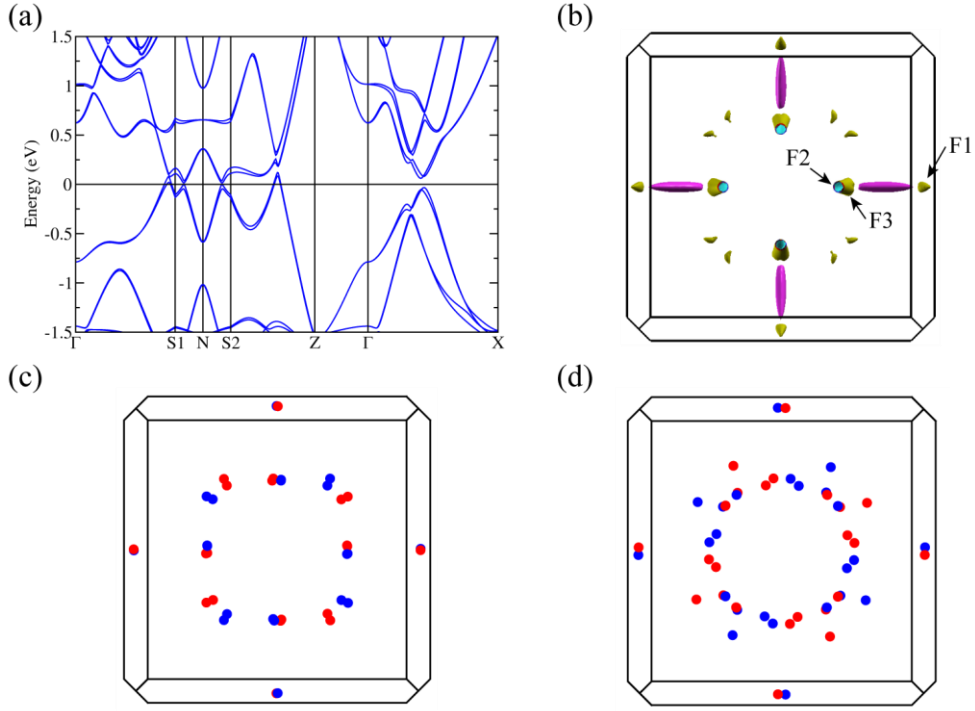 (a)
(b)
1.5
1
0.5
0
-0.5
-1
-1.5
Energy (eV)
Γ S1 N S2 Z Γ X
F1
F2
F3
(c)
(d)